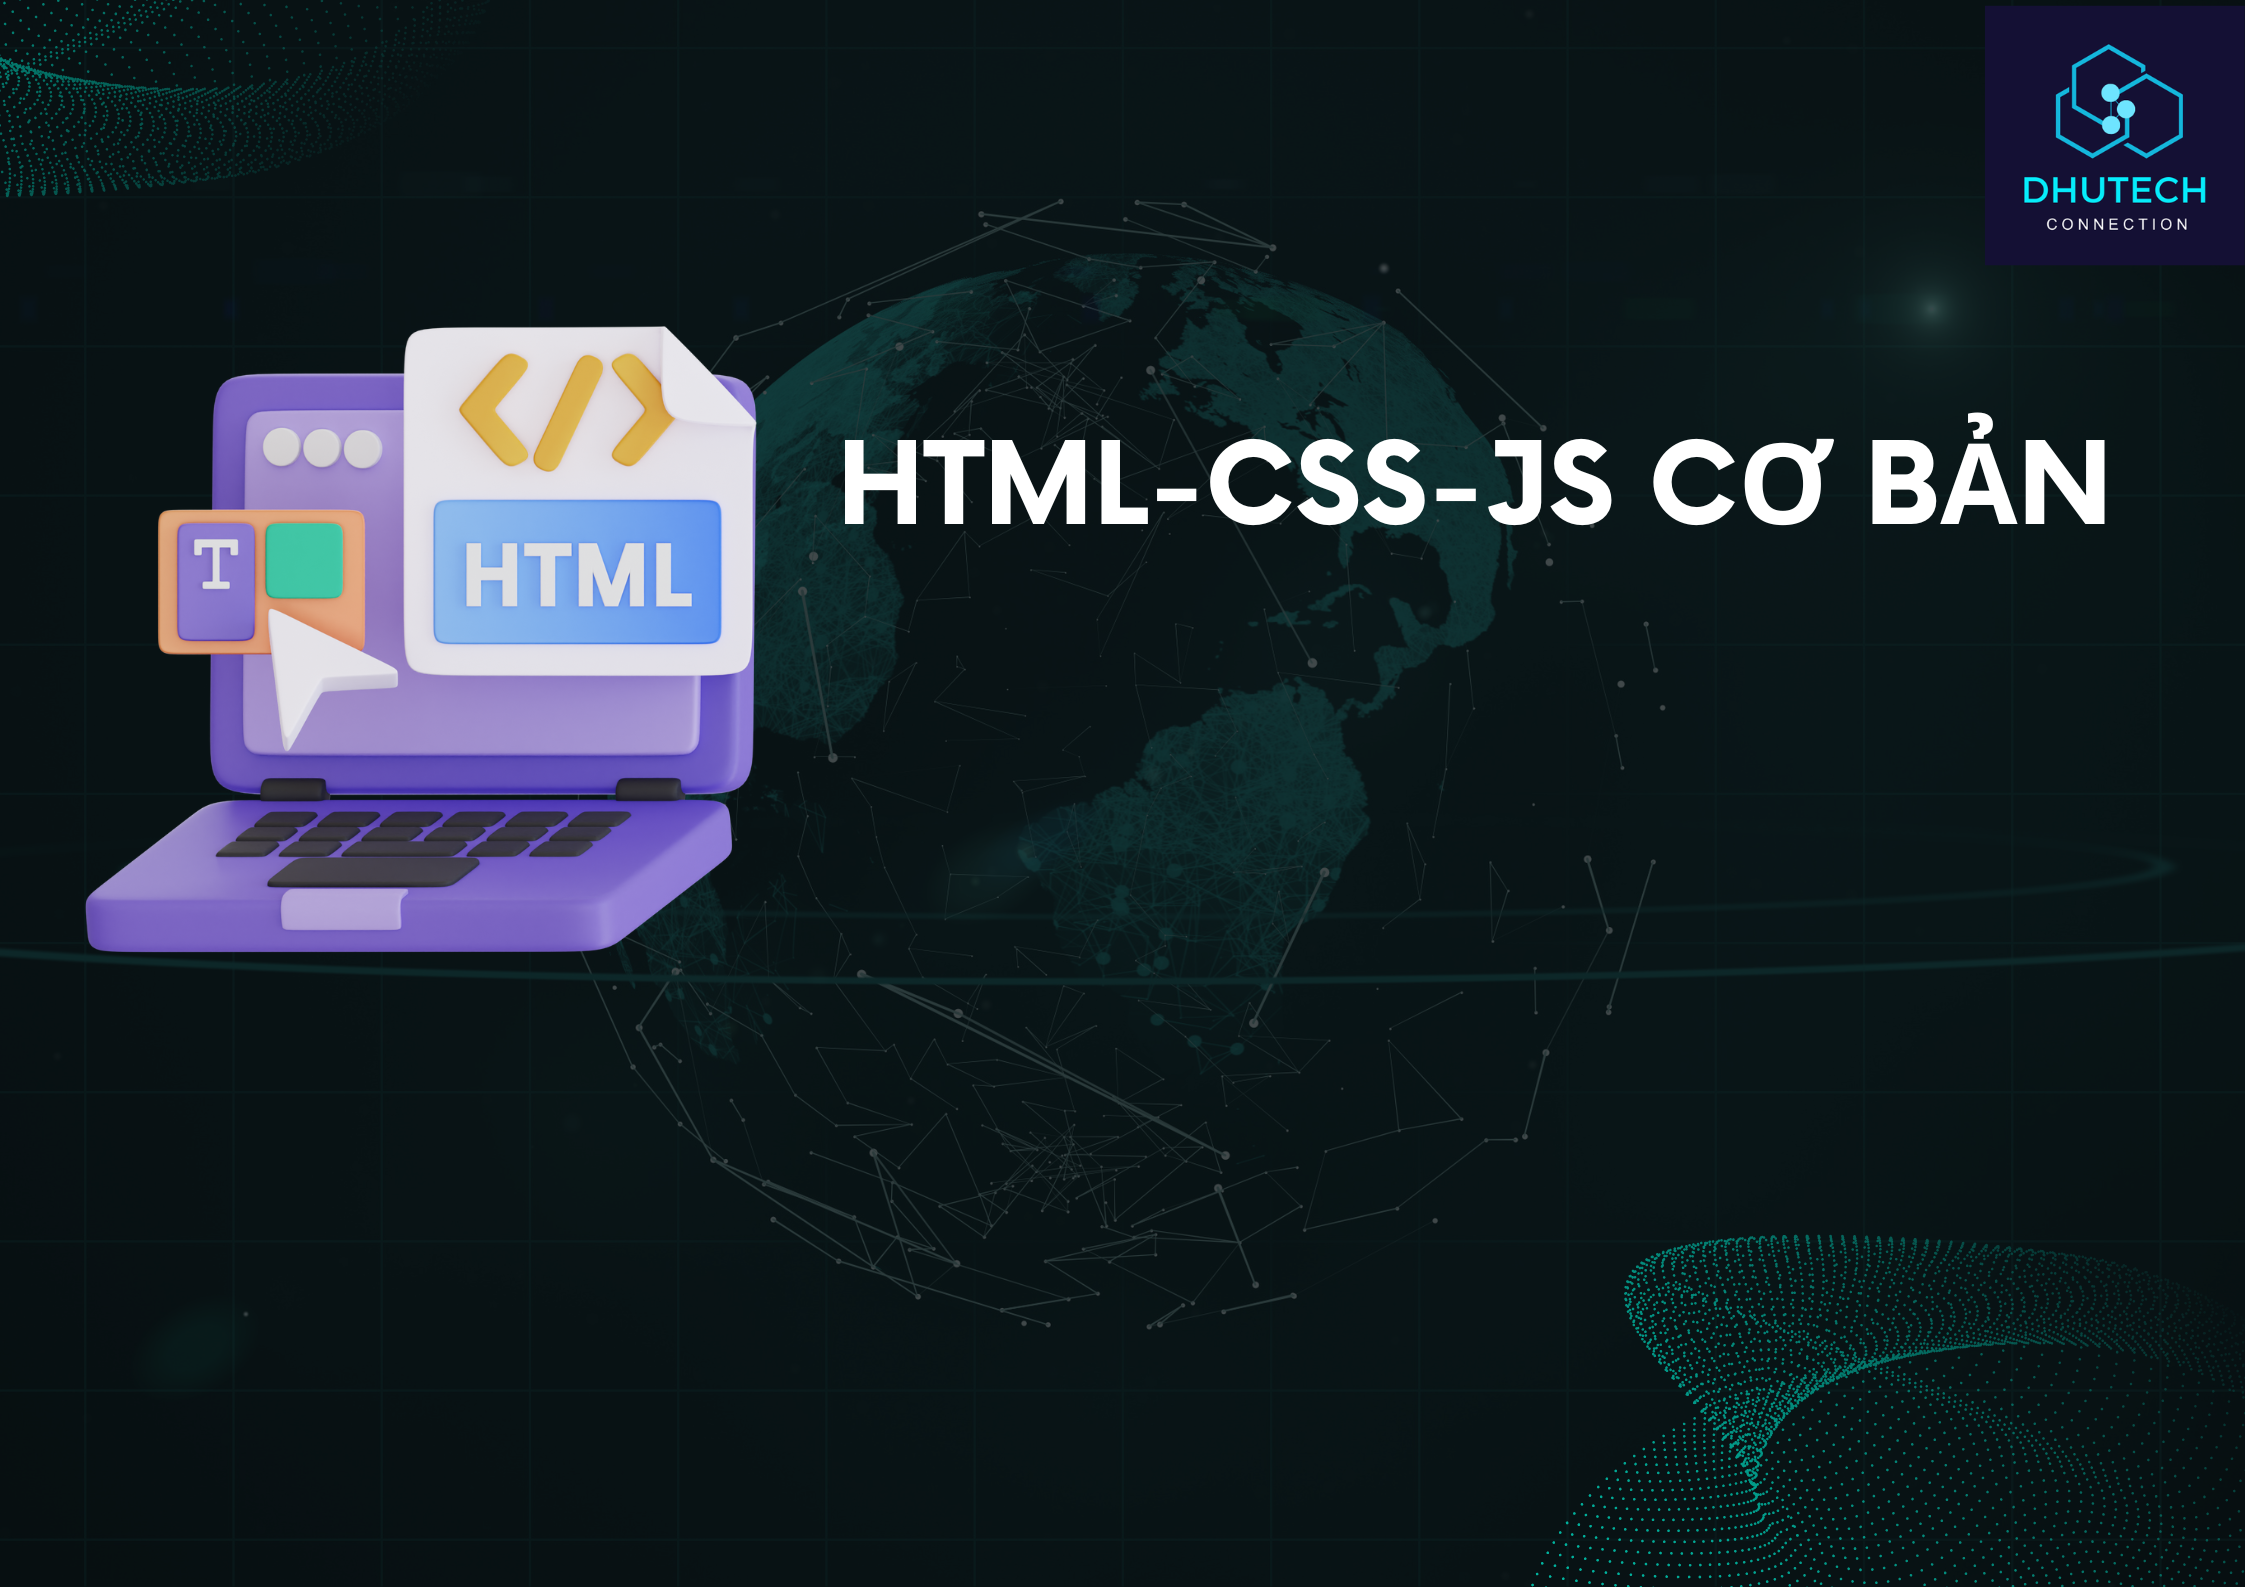 DHUTECH
CONNECTION
</>
HTML
T
HTML-CSS-JS CƠ BẢN